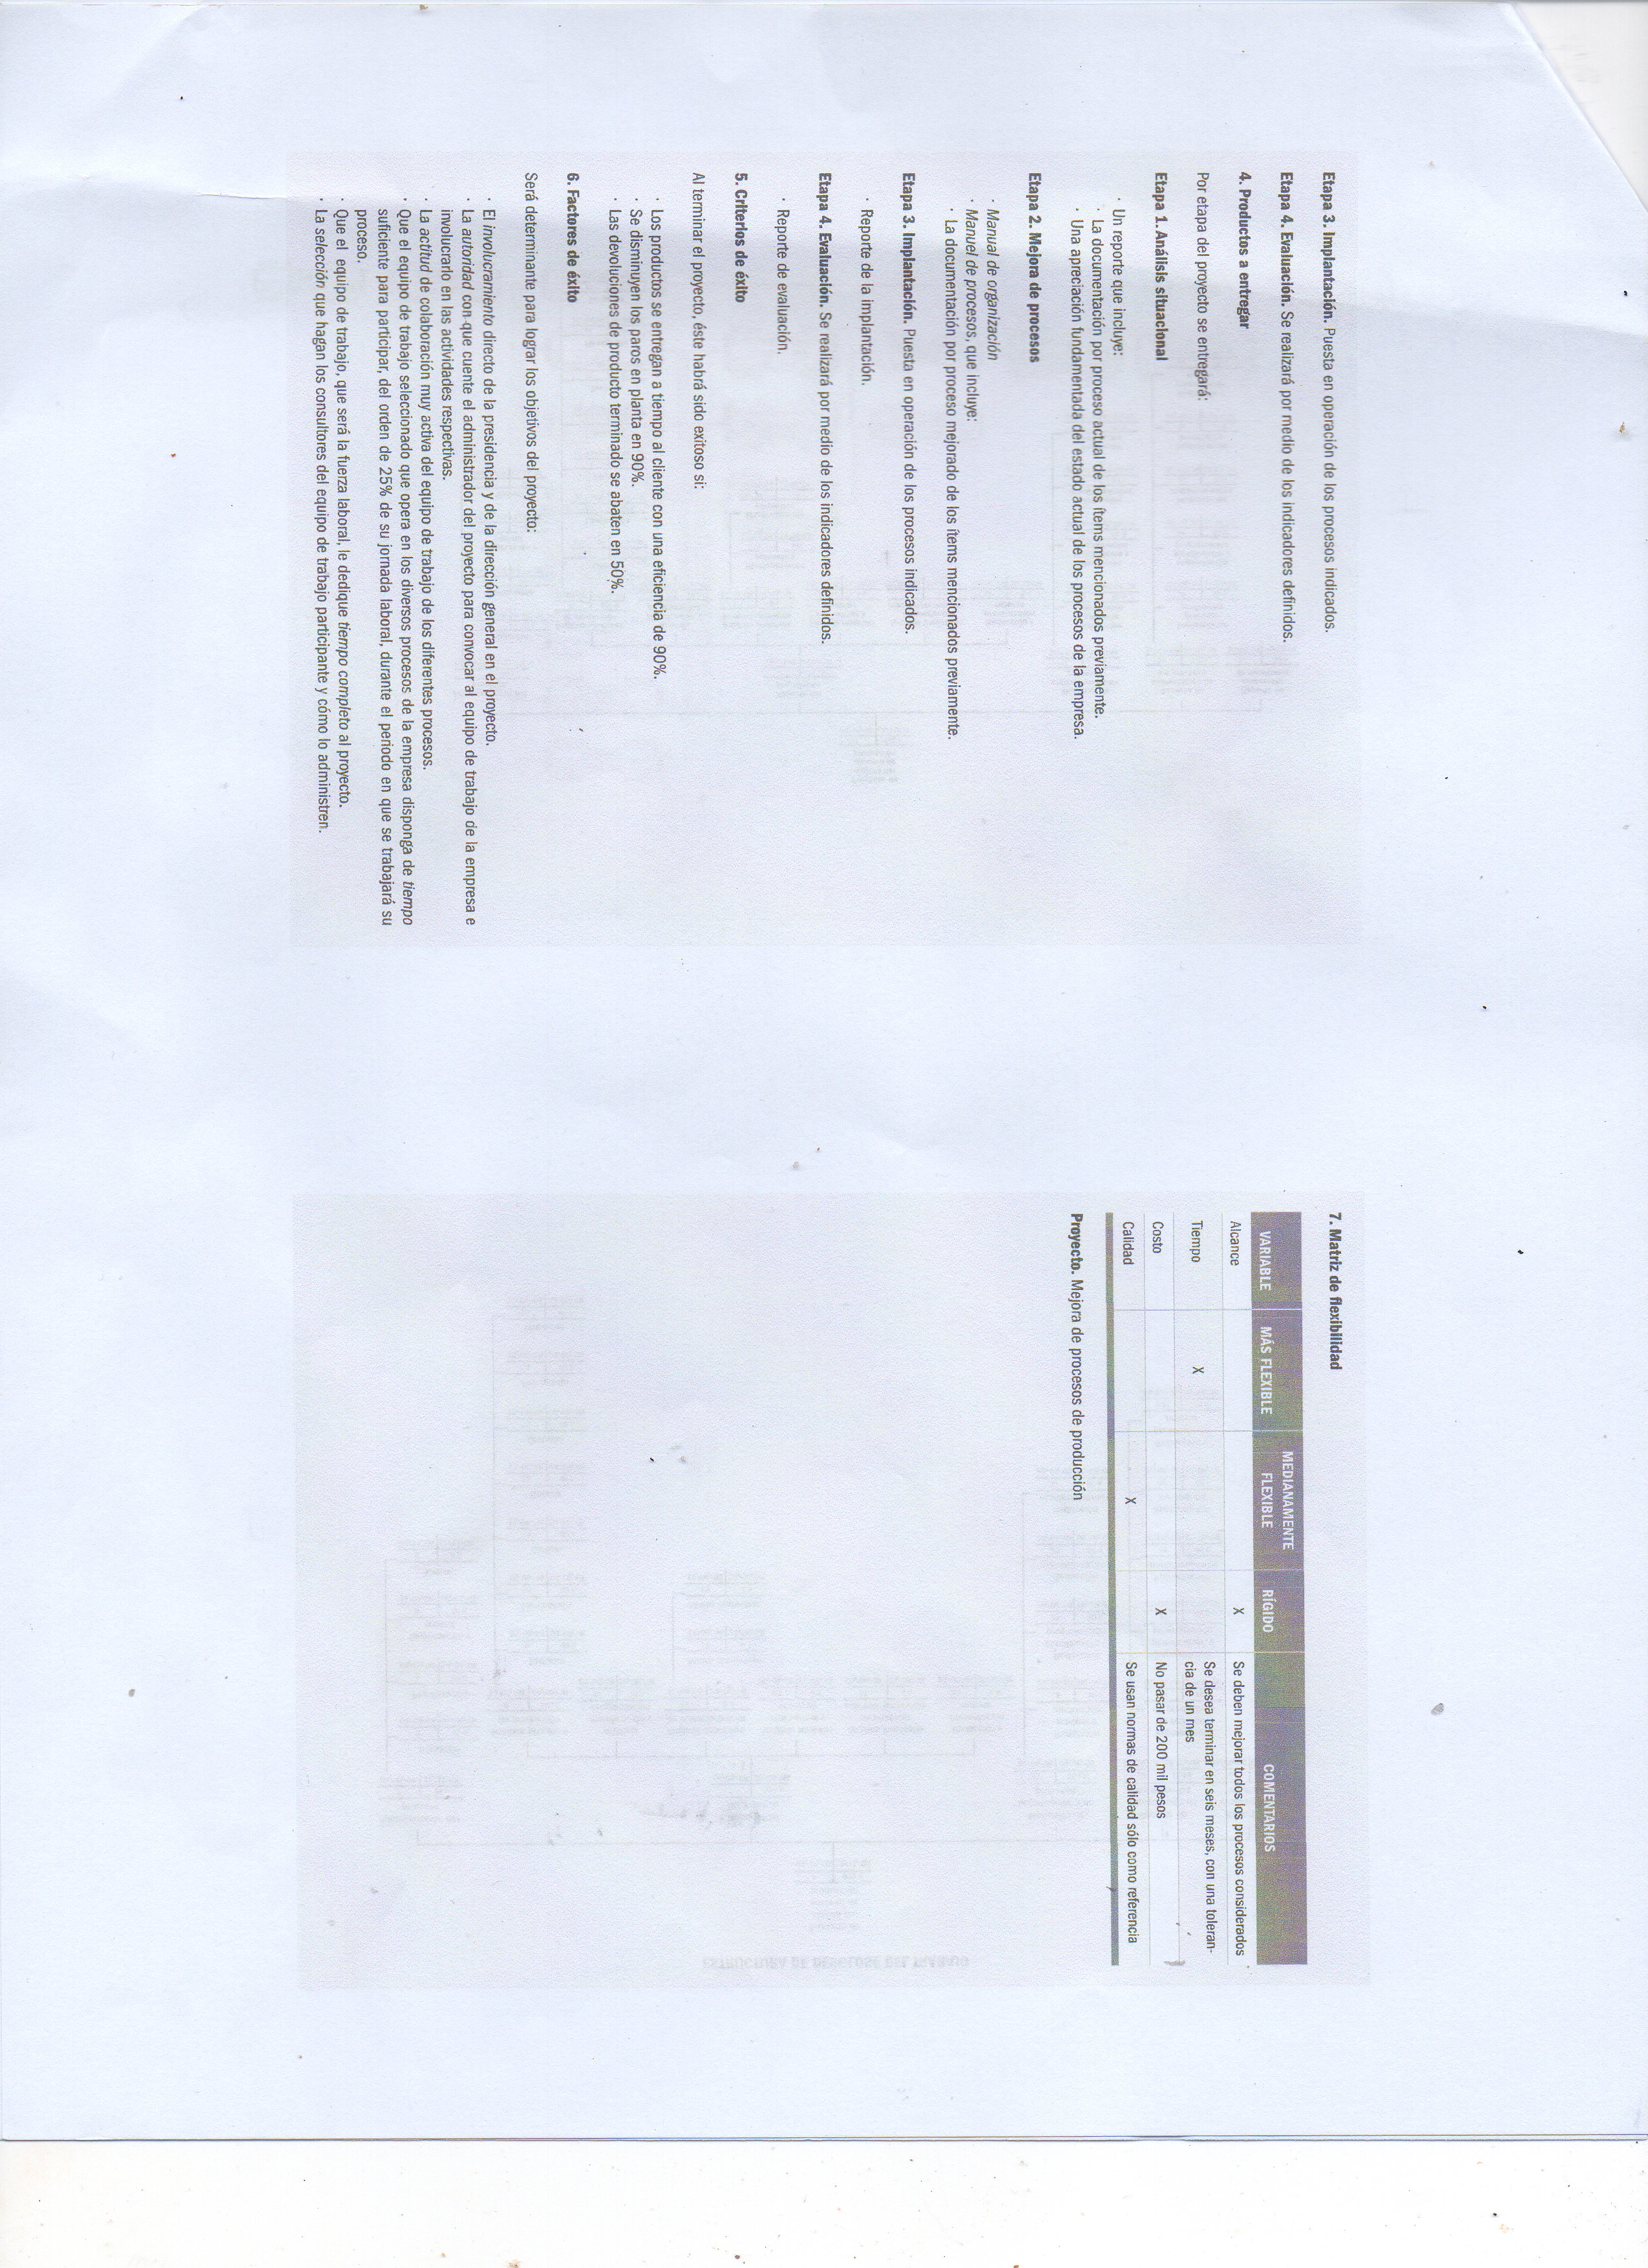 Etapa 3. Implantación. Puesta en operación de los procesos indicados.
Etapa 4. Evaluación. Se realizará por medio de los indicadores definidos.
4. Productos a entregar
Por etapa del proyecto se entregará:
Etapa 1. Análisis situacional
· Un reporte que incluye:
· La documentación por proceso actual de los ítems mencionados previamente.
· Una apreciación fundamentada del estado actual de los procesos de la empresa.
Etapa 2. Mejora de procesos
· Manual de organización
· Manuel de procesos, que incluye:
· La documentación por proceso mejorado de los ítems mencionados previamente.
Etapa 3. Implantación. Puesta en operación de los procesos indicados.
· Reporte de la implantación.
Etapa 4. Evaluación. Se realizará por medio de los indicadores definidos.
· Reporte de evaluación.
5. Criterios de éxito
Al terminar el proyecto, éste habrá sido exitoso si:
· Los productos se entregan a tiempo al cliente con una eficiencia de 90%.
· Se disminuyen los paros en planta en 90%.
· Las devoluciones de producto terminado se abaten en 50%.
6. Factores de éxito
Será determinante para lograr los objetivos del proyecto:
· El involucramiento directo de la presidencia y de la dirección general en el proyecto.
· La autoridad con que cuente el administrador del proyecto para convocar al equipo de trabajo de la empresa e
involucrarlo en las actividades respectivas.
· La actitud de colaboración muy activa del equipo de trabajo de los diferentes procesos.
· Que el equipo de trabajo seleccionado que opera en los diversos procesos de la empresa disponga de tiempo
suficiente para participar, del orden de 25% de su jornada laboral, durante el periodo en que se trabajará su
proceso.
· Que el equipo de trabajo, que será la fuerza laboral, le dedique tiempo completo al proyecto.
· La selección que hagan los consultores del equipo de trabajo participante y cómo lo administren.
7. Matriz de flexibilidad
VARIABLE MÁS FLEXIBLE MEDIANAMENTE FLEXIBLE RÍGIDO COMENTARIOS
Alcance X Se deben mejorar todos los procesos considerados
Tiempo X Se desea terminar en seis meses, con una toleran-
cia de un mes
Costo X No pasar de 200 mil pesos
Calidad X Se usan normas de calidad sólo como referencia
Proyecto. Mejora de procesos de producción